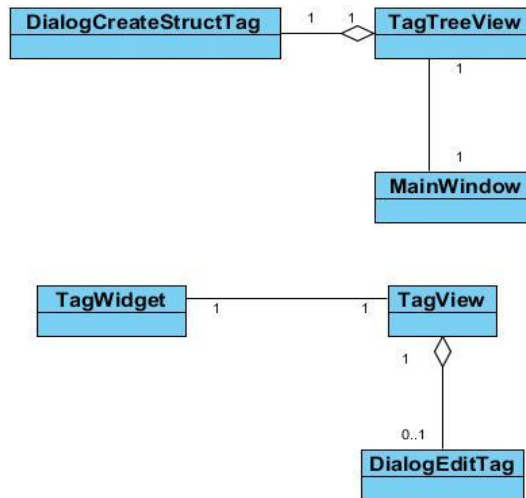 DialogCreateStructTag
1
1
TagTreeView
1
1
MainWindow
TagWidget
1
1
TagView
1
0..1
DialogEditTag